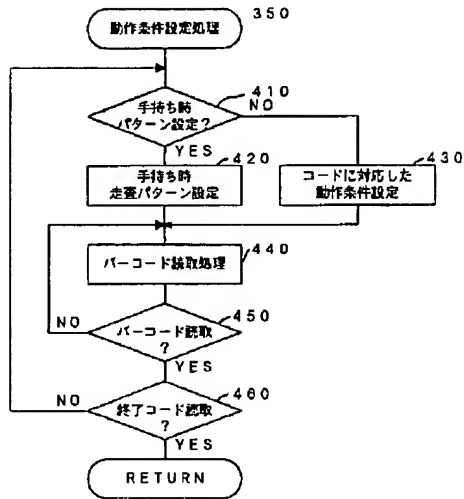 動作条件設定処理
350
手持ち時
パターン設定?
410
NO
YES
手持ち時
走査パターン設定
420
コードに対応した
動作条件設定
430
バーコード読取処理
440
バーコード読取
?
450
NO
YES
終了コード読取
?
460
NO
YES
RETURN